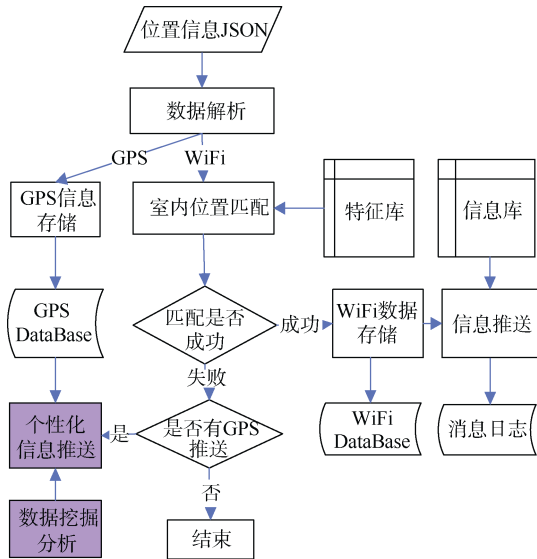 位置信息JSON
数据解析
GPS
WiFi
GPS信息
存储
室内位置匹配
特征库
信息库
GPS
DataBase
匹配是否
成功
成功
WiFi数据
存储
信息推送
失败
个性化
信息推送
是
是否有GPS
推送
WiFi
DataBase
消息日志
否
数据挖掘
分析
结束